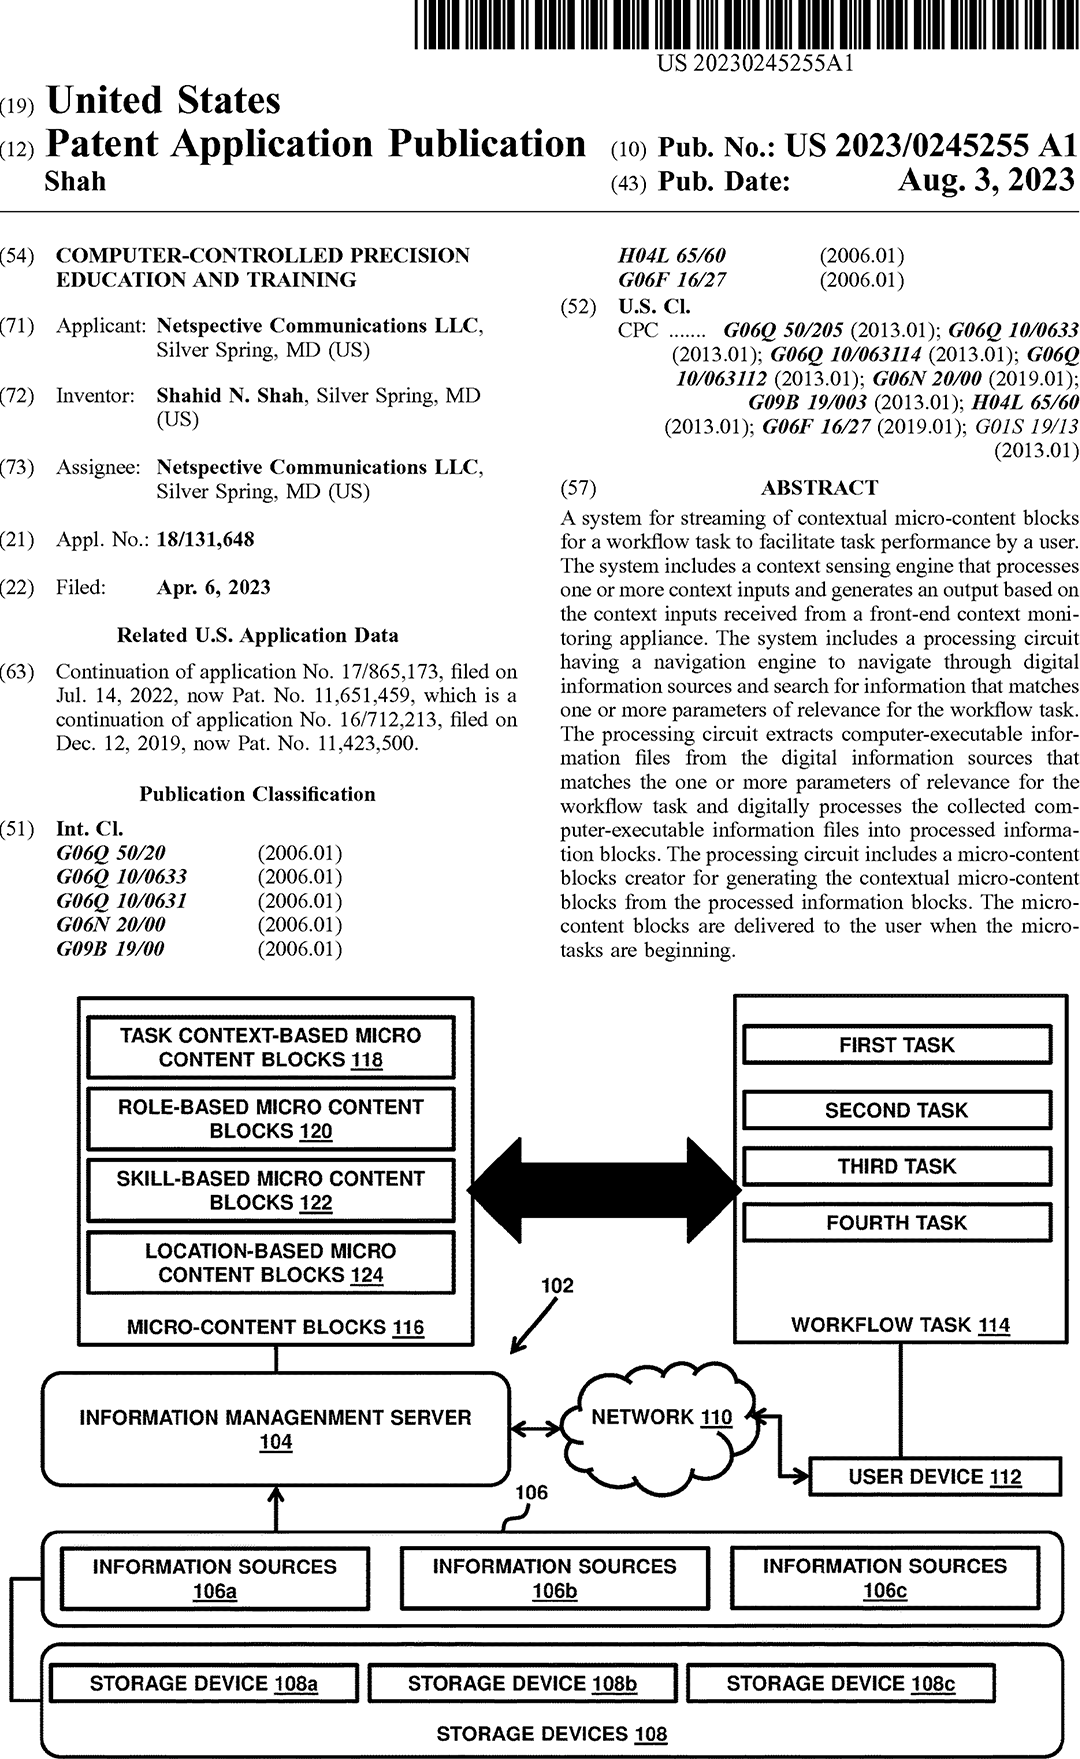 US 20230245255A1
(19) United States
(12) Patent Application Publication
Shah
(10) Pub. No.: US 2023/0245255 A1
(43) Pub. Date: Aug. 3, 2023
(54) COMPUTER-CONTROLLED PRECISION
EDUCATION AND TRAINING
(71) Applicant: Netspective Communications LLC,
Silver Spring, MD (US)
(72) Inventor: Shahid N. Shah, Silver Spring, MD
(US)
(73) Assignee: Netspective Communications LLC,
Silver Spring, MD (US)
(21) Appl. No.: 18/131,648
(22) Filed: Apr. 6, 2023
Related U.S. Application Data
(63) Continuation of application No. 17/865,173, filed on
Jul. 14, 2022, now Pat. No. 11,651,459, which is a
continuation of application No. 16/712,213, filed on
Dec. 12, 2019, now Pat. No. 11,423,500.
Publication Classification
(51) Int. Cl.
G06Q 50/20 (2006.01)
G06Q 10/0633 (2006.01)
G06Q 10/0631 (2006.01)
G06N 20/00 (2006.01)
G09B 19/00 (2006.01)
H04L 65/60 (2006.01)
G06F 16/27 (2006.01)
(52) U.S. Cl.
CPC ....... G06Q 50/205 (2013.01); G06Q 10/0633
(2013.01); G06Q 10/063114 (2013.01); G06Q
10/063112 (2013.01); G06N 20/00 (2019.01);
G09B 19/003 (2013.01); H04L 65/60
(2013.01); G06F 16/27 (2019.01); G01S 19/13
(2013.01)
(57) ABSTRACT
A system for streaming of contextual micro-content blocks
for a workflow task to facilitate task performance by a user.
The system includes a context sensing engine that processes
one or more context inputs and generates an output based on
the context inputs received from a front-end context moni-
toring appliance. The system includes a processing circuit
having a navigation engine to navigate through digital
information sources and search for information that matches
one or more parameters of relevance for the workflow task.
The processing circuit extracts computer-executable infor-
mation files from the digital information sources that
matches the one or more parameters of relevance for the
workflow task and digitally processes the collected com-
puter-executable information files into processed informa-
tion blocks. The processing circuit includes a micro-content
blocks creator for generating the contextual micro-content
blocks from the processed information blocks. The micro-
content blocks are delivered to the user when the micro-
tasks are beginning.
TASK CONTEXT-BASED MICRO
CONTENT BLOCKS 118
ROLE-BASED MICRO CONTENT
BLOCKS 120
SKILL-BASED MICRO CONTENT
BLOCKS 122
LOCATION-BASED MICRO
CONTENT BLOCKS 124
MICRO-CONTENT BLOCKS 116
FIRST TASK
SECOND TASK
THIRD TASK
FOURTH TASK
WORKFLOW TASK 114
102
INFORMATION MANAGENMENT SERVER
104
NETWORK 110
USER DEVICE 112
106
INFORMATION SOURCES
106a
INFORMATION SOURCES
106b
INFORMATION SOURCES
106c
STORAGE DEVICE 108a
STORAGE DEVICE 108b
STORAGE DEVICE 108c
STORAGE DEVICES 108